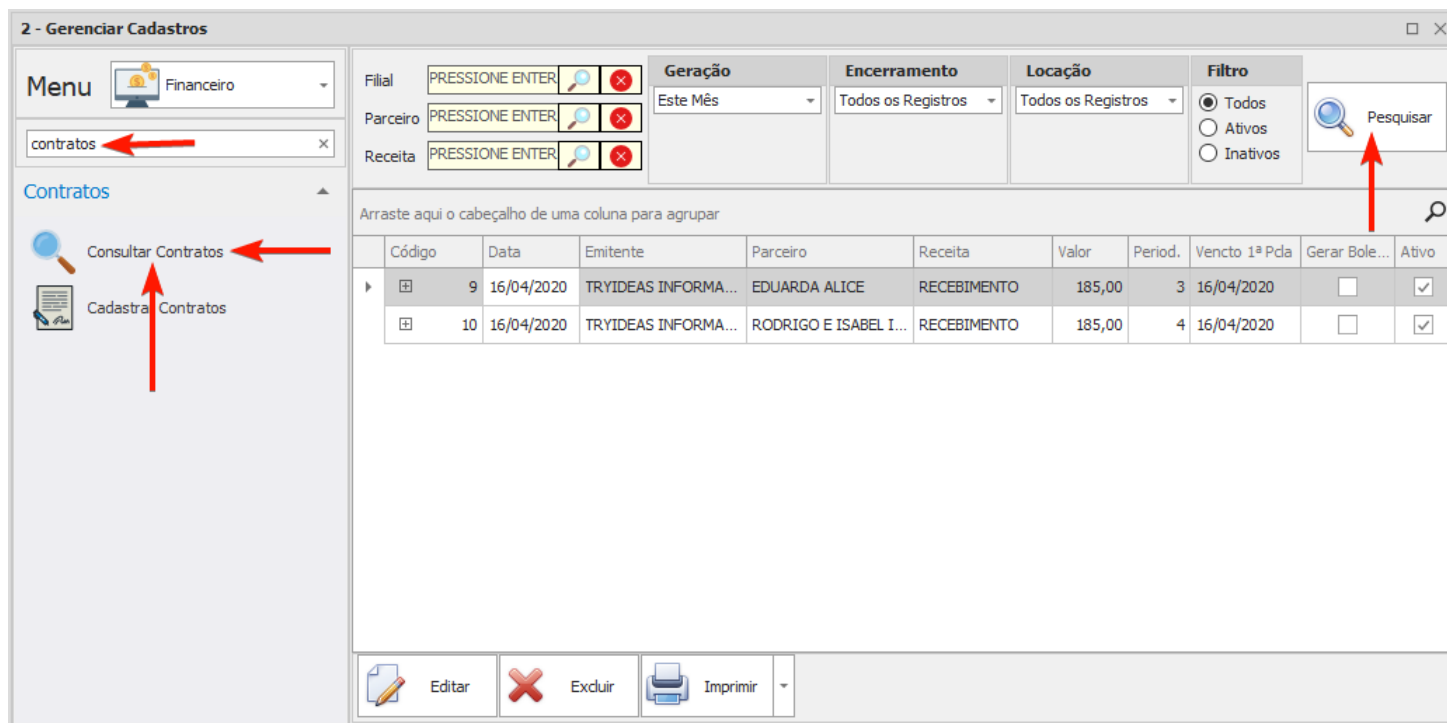 2 - Gerenciar Cadastros
Menu Financeiro
contratos
Contratos
Consultar Contratos
Cadastrar Contratos
Filial PRESSIONE ENTER
Parceiro PRESSIONE ENTER
Receita PRESSIONE ENTER
Geração
Este Mês
Encerramento
Todos os Registros
Locação
Todos os Registros
Filtro
Todos
Ativos
Inativos
Pesquisar
Arraste aqui o cabeçalho de uma coluna para agrupar
Código Data Emitente Parceiro Receita Valor Period. Vencto 1ª Pcla Gerar Bole... Ativo
9 16/04/2020 TRYIDEAS INFORMA... EDUARDA ALICE RECEBIMENTO 185,00 3 16/04/2020
10 16/04/2020 TRYIDEAS INFORMA... RODRIGO E ISABEL I... RECEBIMENTO 185,00 4 16/04/2020
Editar Excluir Imprimir